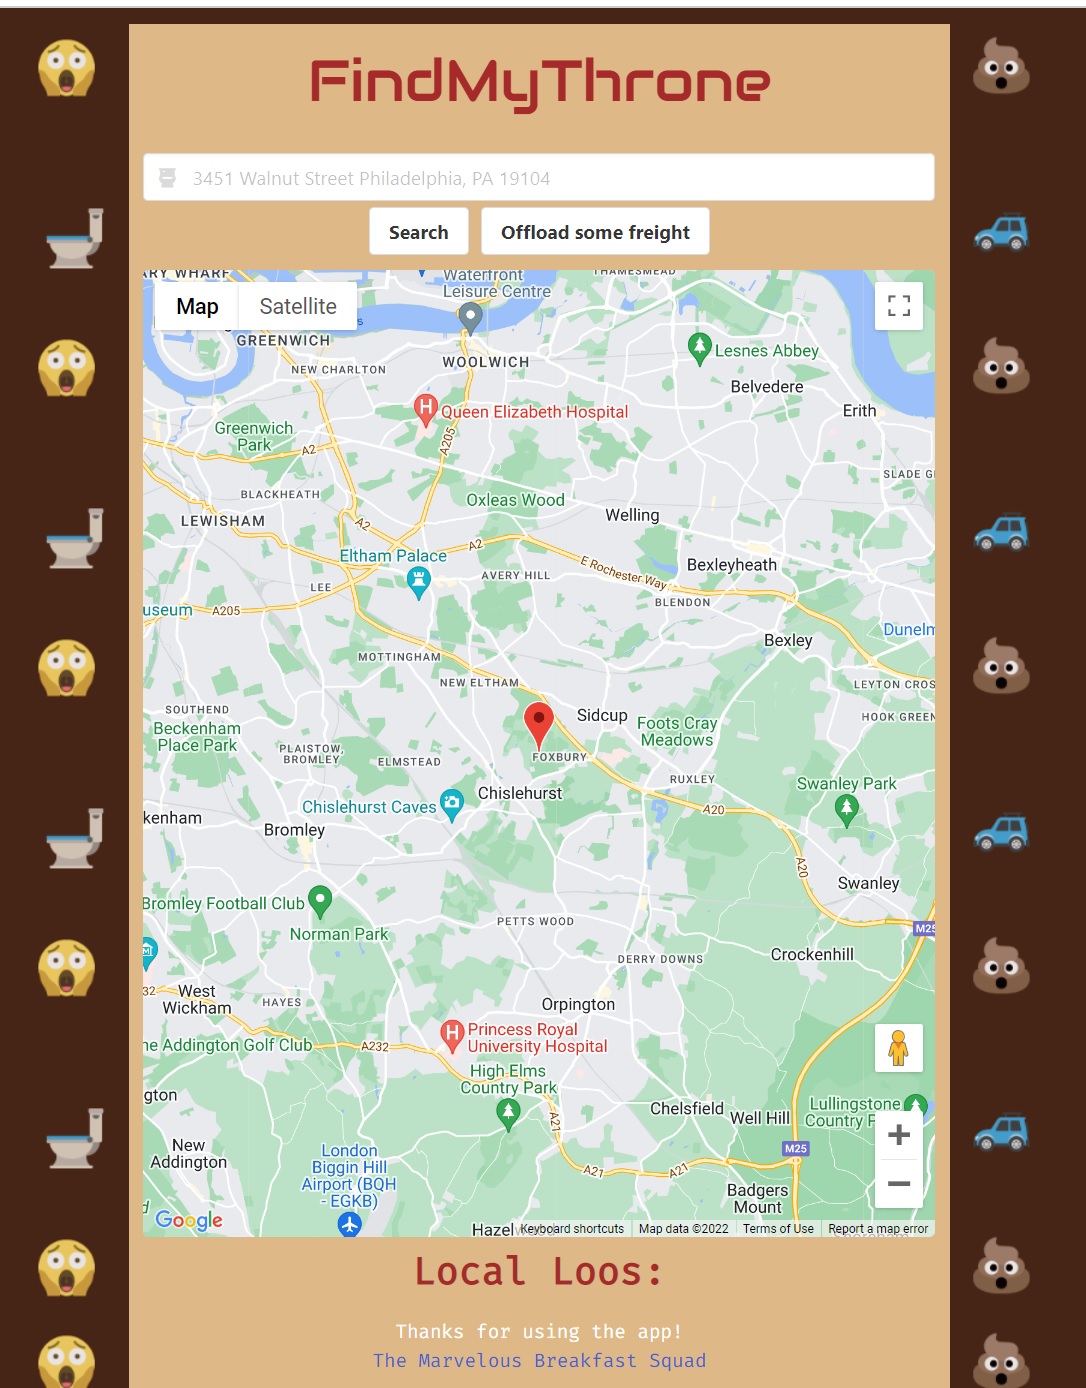 FindMyThrone
3451 Walnut Street Philadelphia, PA 19104
Search
Offload some freight
ARY WHARF
Waterfront
Leisure Centre
THAMESMEAD
Map
Satellite
GREENWICH
WOOLWICH
Lesnes Abbey
NEW CHARLTON
Belvedere
Queen Elizabeth Hospital
Erith
Greenwich
Park
A205
A2
SLADE G
BLACKHEATH
Oxleas Wood
LEWISHAM
A2
Welling
Eltham Palace
A2
E Rochester Way
Bexleyheath
AVERY HILL
LEE
BLENDON
useum
A205
Dunelm
Bexley
MOTTINGHAM
NEW ELTHAM
LEYTON CROS
SOUTHEND
Sidcup
HOOK GREEN
Beckenham
Place Park
Foots Cray
Meadows
PLAISTOW,
BROMLEY
ELMSTEAD
FOXBURY
RUXLEY
Swanley Park
Chislehurst
Chislehurst Caves
A20
kenham
Bromley
A20
Swanley
Bromley Football Club
PETTS WOOD
M25
Norman Park
Crockenhill
DERRY DOWNS
32
West
Wickham
HAYES
Orpington
Princess Royal
University Hospital
he Addington Golf Club
A232
High Elms
Country Park
gton
Chelsfield
Well Hill
Lullingstone
Country P
A21
New
Addington
London
Biggin Hill
Airport (BQH
- EGKB)
M25
A21
A21
Badgers
Mount
Google
Hazelwood
Keyboard shortcuts
Map data ©2022
Terms of Use
Report a map error
Local Loos:
Thanks for using the app!
The Marvelous Breakfast Squad